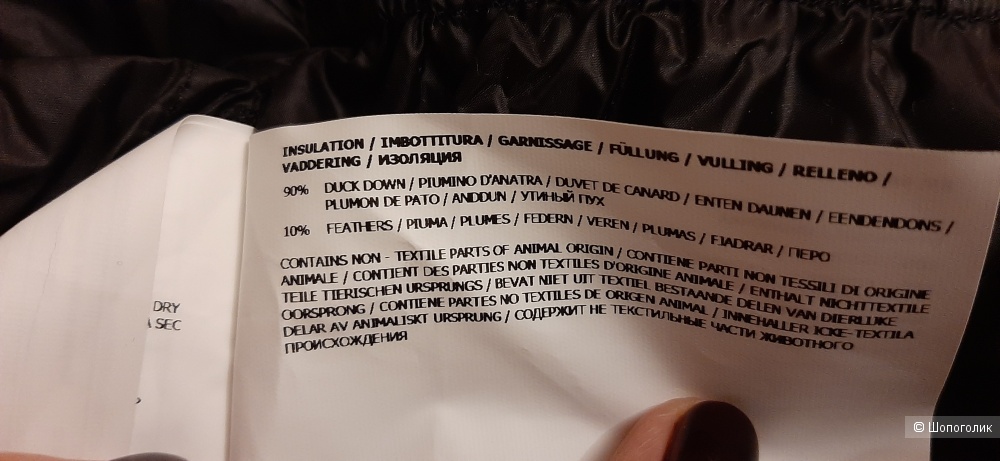 INSULATION / IMBOTTITURA / GARNISSAGE / FÜLLUNG / VULLING / RELLENO /
VADDERING / ИЗОЛЯЦИЯ
90% DUCK DOWN / PIUMINO D'ANATRA / DUVET DE CANARD / ENTEN DAUNEN / EENDENDONS /
PLUMON DE PATO / ANDDUN / УТИНЫЙ ПУХ
10% FEATHERS / PIUMA / PLUMES / FEDERN / VEREN / PLUMAS / FJADRAR / ПЕРО
CONTAINS NON - TEXTILE PARTS OF ANIMAL ORIGIN / CONTIENE PARTI NON TESSILI DI ORIGINE
ANIMALE / CONTIENT DES PARTIES NON TEXTILES D'ORIGINE ANIMALE / ENTHALT NICHTTEXTILE
TEILE TIERISCHEN URSPRUNGS / BEVAT NIET UIT TEXTIEL BESTAANDE DELEN VAN DIERLIJKE
OORSPRONG / CONTIENE PARTES NO TEXTILES DE ORIGEN ANIMAL / INNEHALLER ICKE-TEXTILA
DELAR AV ANIMALISKT URSPRUNG / СОДЕРЖИТ НЕ ТЕКСТИЛЬНЫЕ ЧАСТИ ЖИВОТНОГО
ПРОИСХОЖДЕНИЯ
DRY
SEC
© Шопоголик